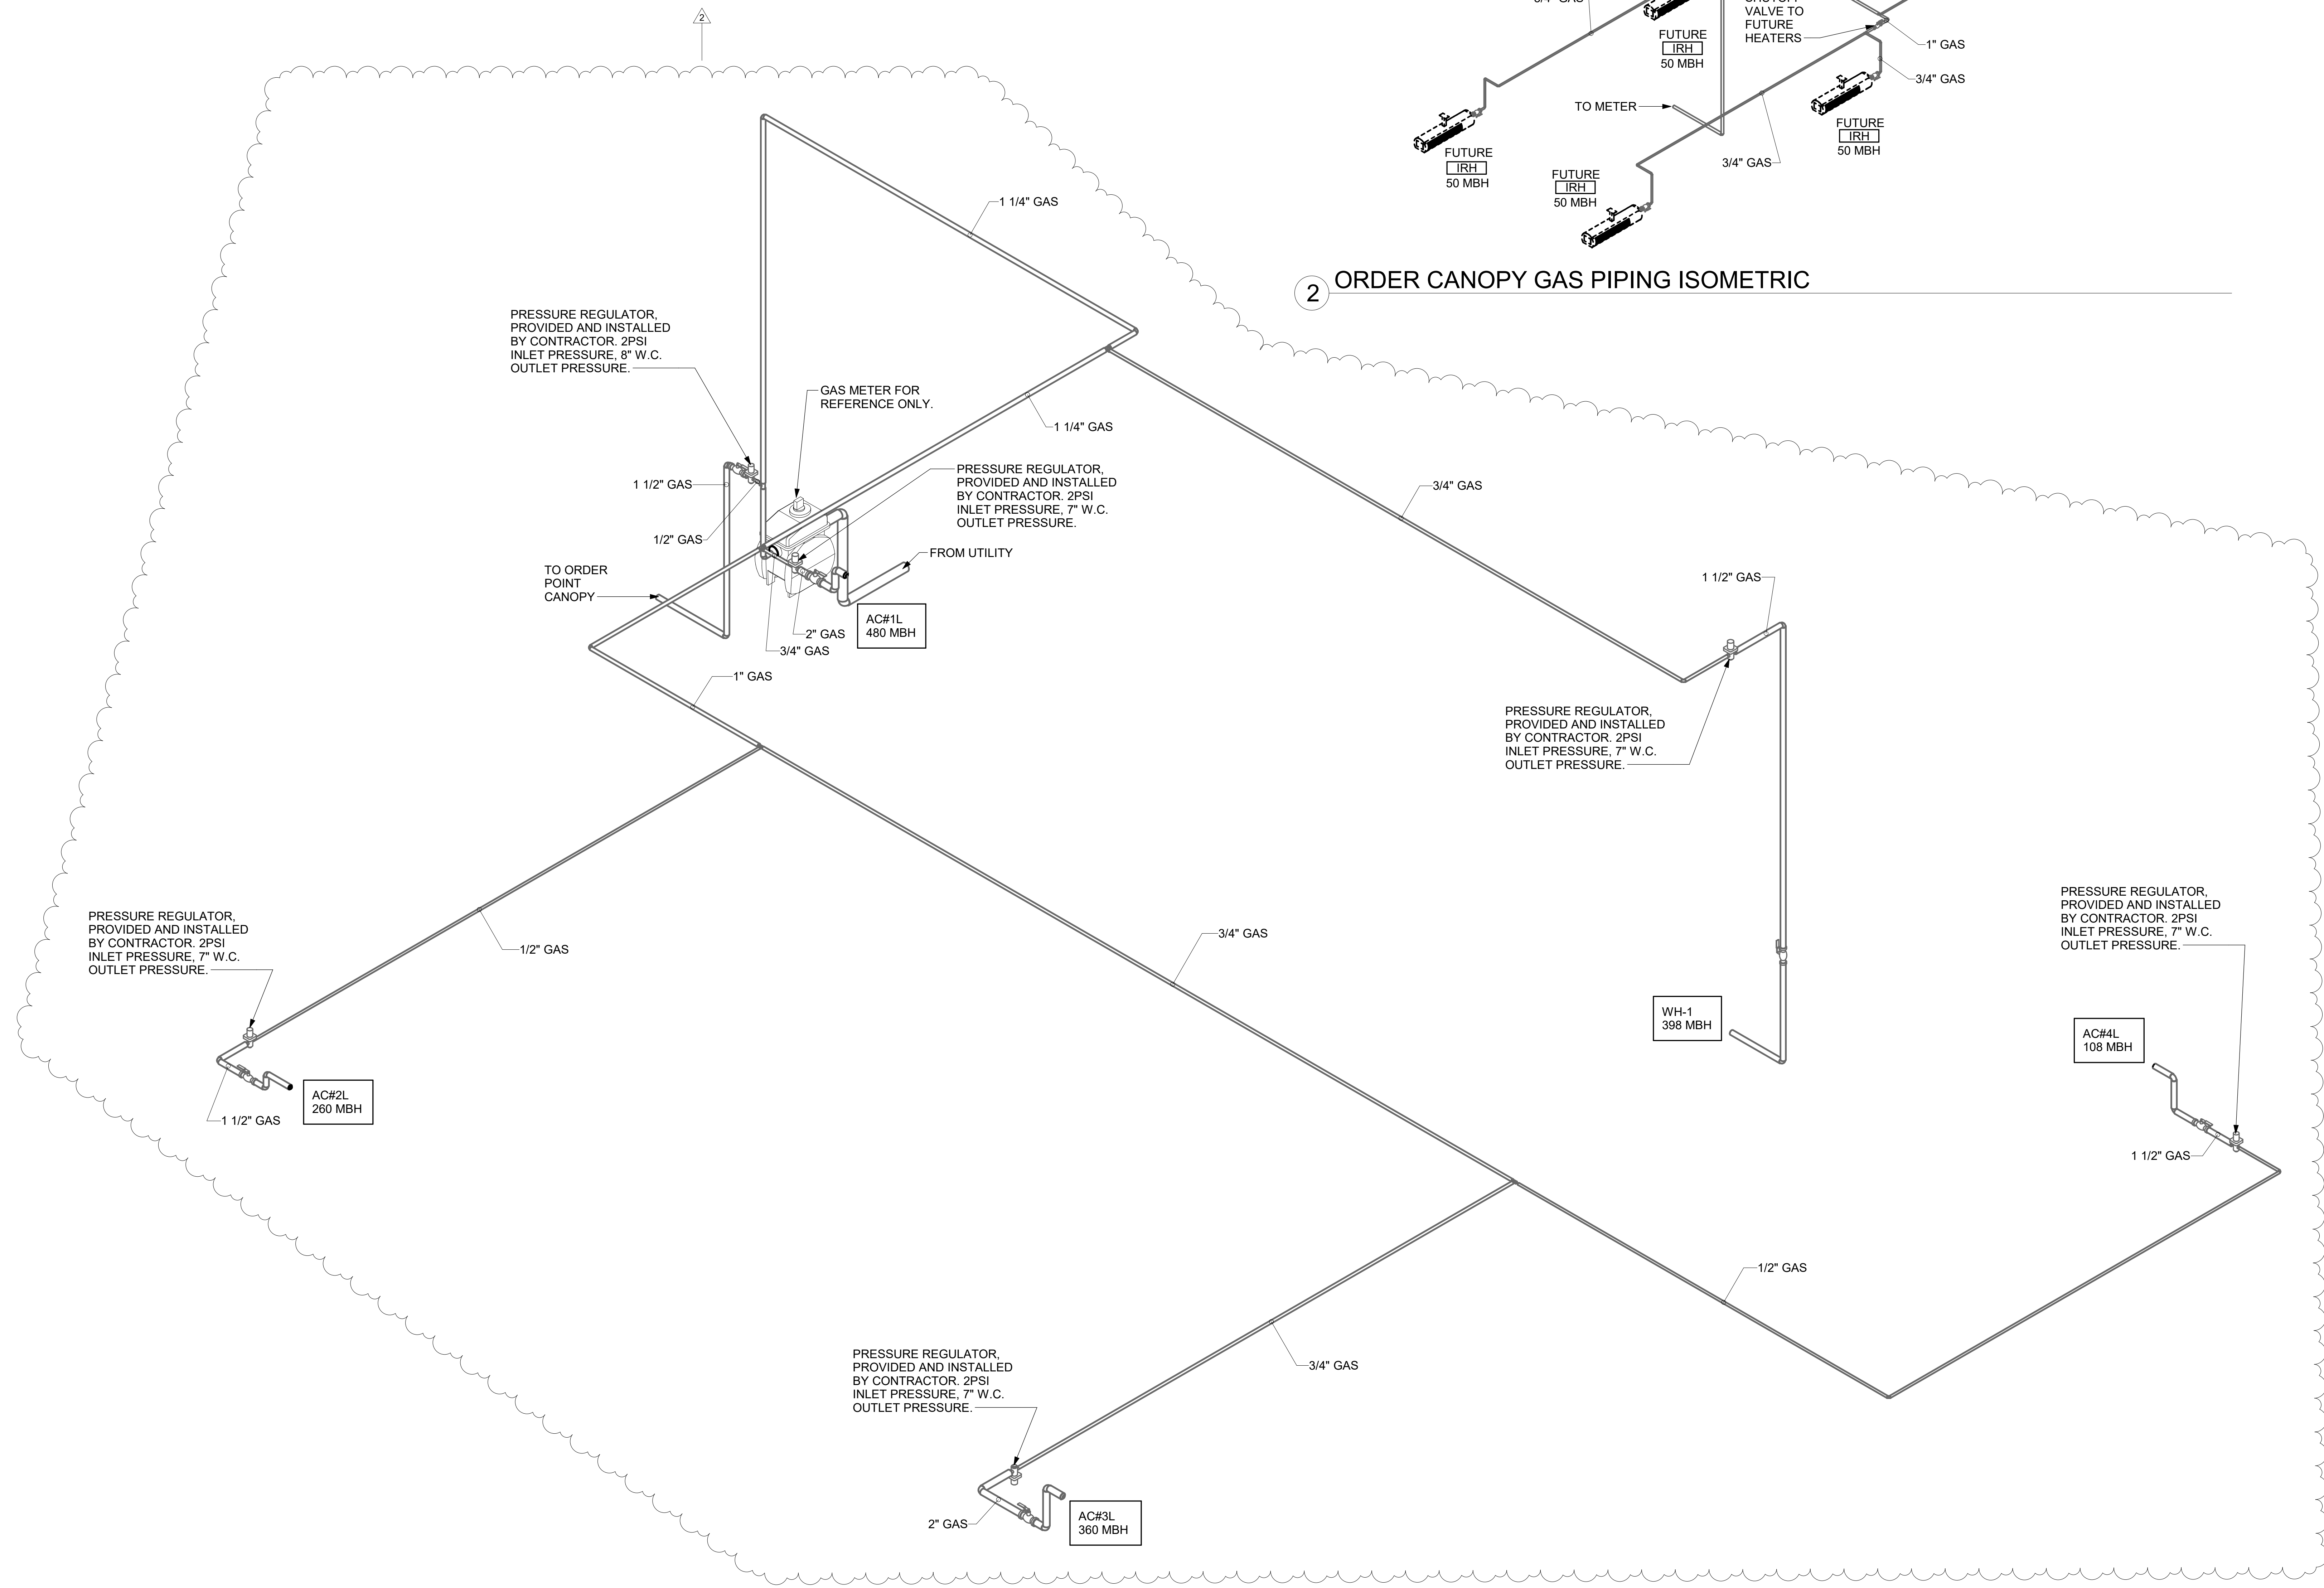 2
3/4" GAS
VALVE TO
FUTURE
HEATERS
FUTURE
IRH
50 MBH
1" GAS
3/4" GAS
TO METER
FUTURE
IRH
50 MBH
FUTURE
IRH
50 MBH
3/4" GAS
FUTURE
IRH
50 MBH
2 ORDER CANOPY GAS PIPING ISOMETRIC
1 1/4" GAS
PRESSURE REGULATOR,
PROVIDED AND INSTALLED
BY CONTRACTOR. 2PSI
INLET PRESSURE, 8" W.C.
OUTLET PRESSURE.
GAS METER FOR
REFERENCE ONLY.
1 1/4" GAS
PRESSURE REGULATOR,
PROVIDED AND INSTALLED
BY CONTRACTOR. 2PSI
INLET PRESSURE, 7" W.C.
OUTLET PRESSURE.
1 1/2" GAS
1/2" GAS
3/4" GAS
FROM UTILITY
TO ORDER
POINT
CANOPY
AC#1L
480 MBH
2" GAS
3/4" GAS
1 1/2" GAS
1" GAS
PRESSURE REGULATOR,
PROVIDED AND INSTALLED
BY CONTRACTOR. 2PSI
INLET PRESSURE, 7" W.C.
OUTLET PRESSURE.
PRESSURE REGULATOR,
PROVIDED AND INSTALLED
BY CONTRACTOR. 2PSI
INLET PRESSURE, 7" W.C.
OUTLET PRESSURE.
1/2" GAS
3/4" GAS
PRESSURE REGULATOR,
PROVIDED AND INSTALLED
BY CONTRACTOR. 2PSI
INLET PRESSURE, 7" W.C.
OUTLET PRESSURE.
WH-1
398 MBH
AC#4L
108 MBH
AC#2L
260 MBH
1 1/2" GAS
1 1/2" GAS
1/2" GAS
3/4" GAS
PRESSURE REGULATOR,
PROVIDED AND INSTALLED
BY CONTRACTOR. 2PSI
INLET PRESSURE, 7" W.C.
OUTLET PRESSURE.
2" GAS
AC#3L
360 MBH